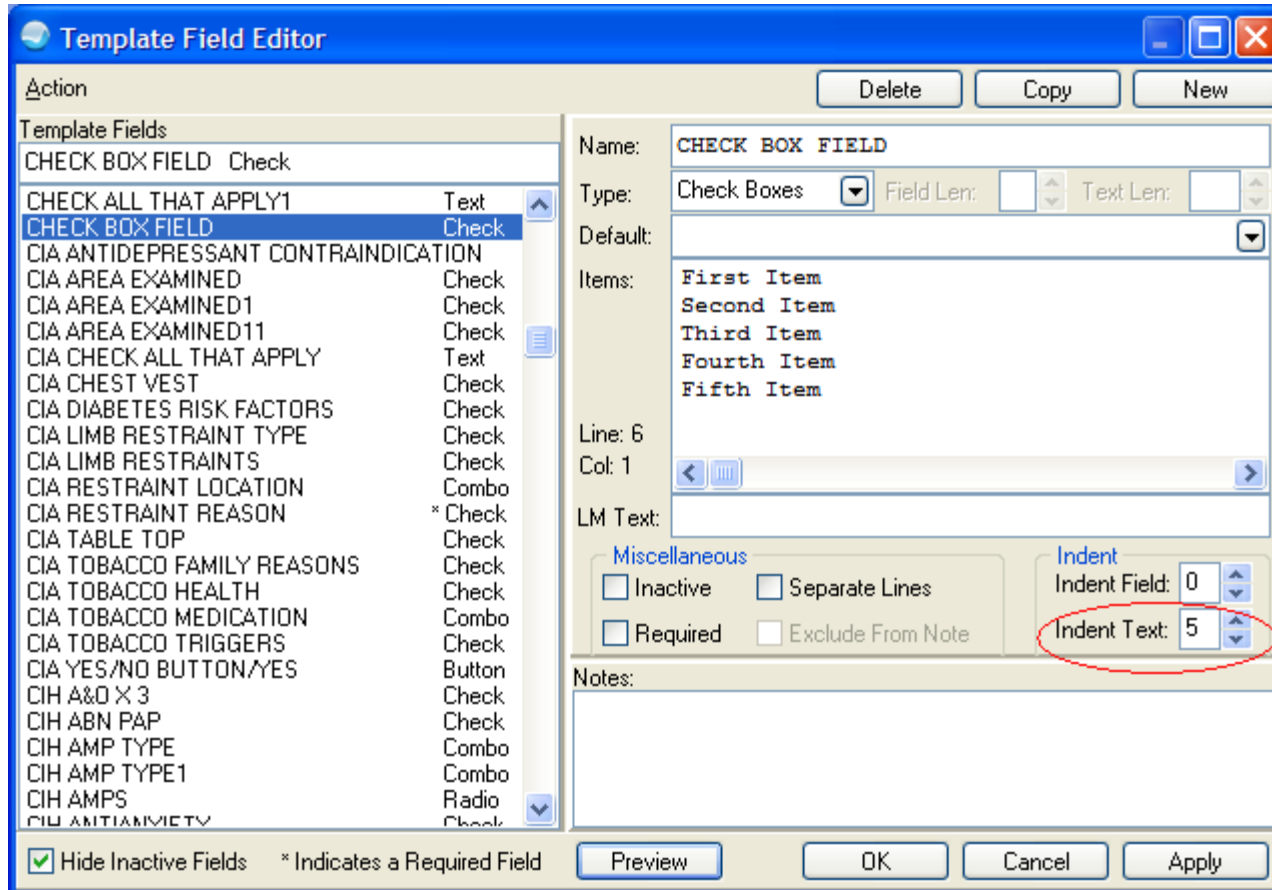 Template Field Editor
Action Delete Copy New
Template Fields
CHECK BOX FIELD Check
CHECK ALL THAT APPLY1 Text
CHECK BOX FIELD Check
CIA ANTIDEPRESSANT CONTRAINDICATION
CIA AREA EXAMINED Check
CIA AREA EXAMINED1 Check
CIA AREA EXAMINED11 Check
CIA CHECK ALL THAT APPLY Text
CIA CHEST VEST Check
CIA DIABETES RISK FACTORS Check
CIA LIMB RESTRAINT TYPE Check
CIA LIMB RESTRAINTS Check
CIA RESTRAINT LOCATION Combo
CIA RESTRAINT REASON * Check
CIA TABLE TOP Check
CIA TOBACCO FAMILY REASONS Check
CIA TOBACCO HEALTH Check
CIA TOBACCO MEDICATION Combo
CIA TOBACCO TRIGGERS Check
CIA YES/NO BUTTON/YES Button
CIH A&O X 3 Check
CIH ABN PAP Check
CIH AMP TYPE Combo
CIH AMP TYPE1 Combo
CIH AMPS Radio
CIH ANTIANXIETY Check
Name: CHECK BOX FIELD
Type: Check Boxes Field Len: Text Len:
Default:
Items: First Item
Second Item
Third Item
Fourth Item
Fifth Item
Line: 6
Col: 1
LM Text:
Miscellaneous Indent
Inactive Separate Lines Indent Field: 0
Required Exclude From Note Indent Text: 5
Notes:
Hide Inactive Fields * Indicates a Required Field Preview OK Cancel Apply